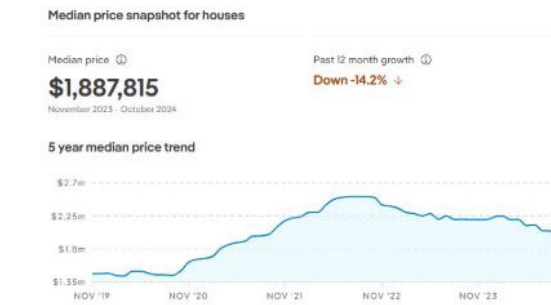 Median price snapshot for houses
Median price
Past 12 month growth
$1,887,815
Down -14.2% ↓
November 2023 - October 2024
5 year median price trend
$2.7m
$2.25m
$1.8m
$1.35m
NOV '19 NOV '20 NOV '21 NOV '22 NOV '23